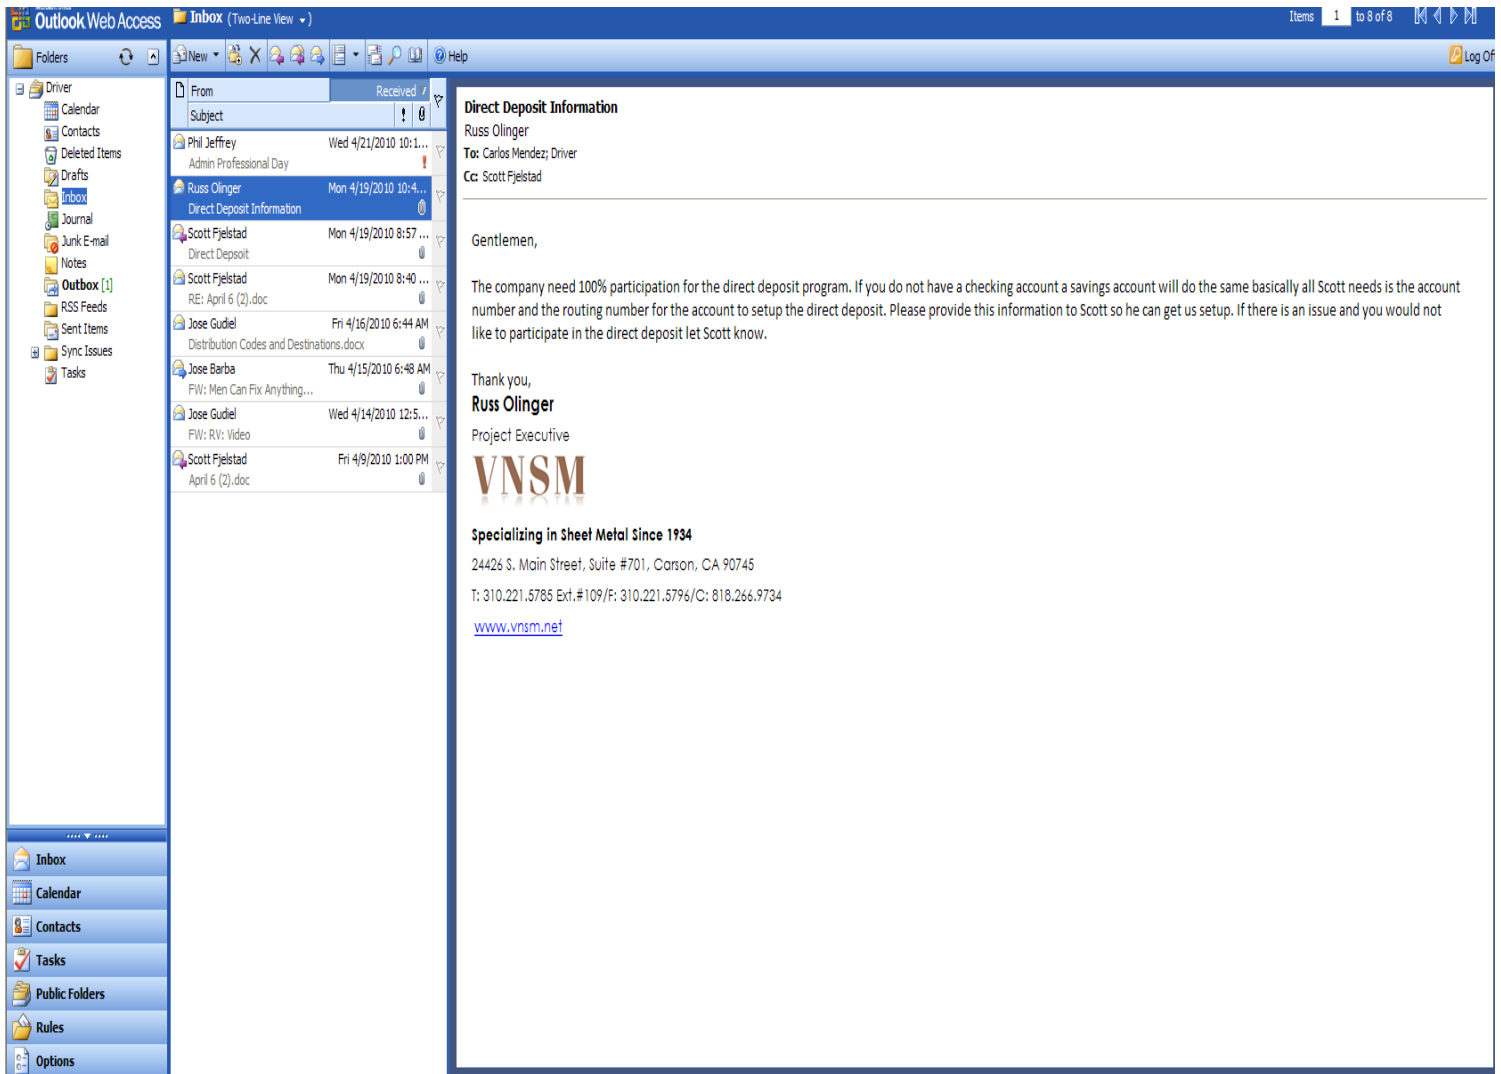 Outlook Web Access
Inbox (Two-Line View)
Items 1 to 8 of 8
Folders
New
Help
Log Of
Driver
Calendar
Contacts
Deleted Items
Drafts
Inbox
Journal
Junk E-mail
Notes
Outbox [1]
RSS Feeds
Sent Items
Sync Issues
Tasks
Inbox
Calendar
Contacts
Tasks
Public Folders
Rules
Options
From Received
Subject
Phil Jeffrey Wed 4/21/2010 10:1...
Admin Professional Day
Russ Olinger Mon 4/19/2010 10:4...
Direct Deposit Information
Scott Fjelstad Mon 4/19/2010 8:57 ...
Direct Depsoit
Scott Fjelstad Mon 4/19/2010 8:40 ...
RE: April 6 (2).doc
Jose Gudiel Fri 4/16/2010 6:44 AM
Distribution Codes and Destinations.docx
Jose Barba Thu 4/15/2010 6:48 AM
FW: Men Can Fix Anything...
Jose Gudiel Wed 4/14/2010 12:5...
FW: RV: Video
Scott Fjelstad Fri 4/9/2010 1:00 PM
April 6 (2).doc
Direct Deposit Information
Russ Olinger
To: Carlos Mendez; Driver
Cc: Scott Fjelstad
Gentlemen,
The company need 100% participation for the direct deposit program. If you do not have a checking account a savings account will do the same basically all Scott needs is the account
number and the routing number for the account to setup the direct deposit. Please provide this information to Scott so he can get us setup. If there is an issue and you would not
like to participate in the direct deposit let Scott know.
Thank you,
Russ Olinger
Project Executive
VNSM
Specializing in Sheet Metal Since 1934
24426 S. Main Street, Suite #701, Carson, CA 90745
T: 310.221.5785 Ext.#109/F: 310.221.5796/C: 818.266.9734
www.vnsm.net